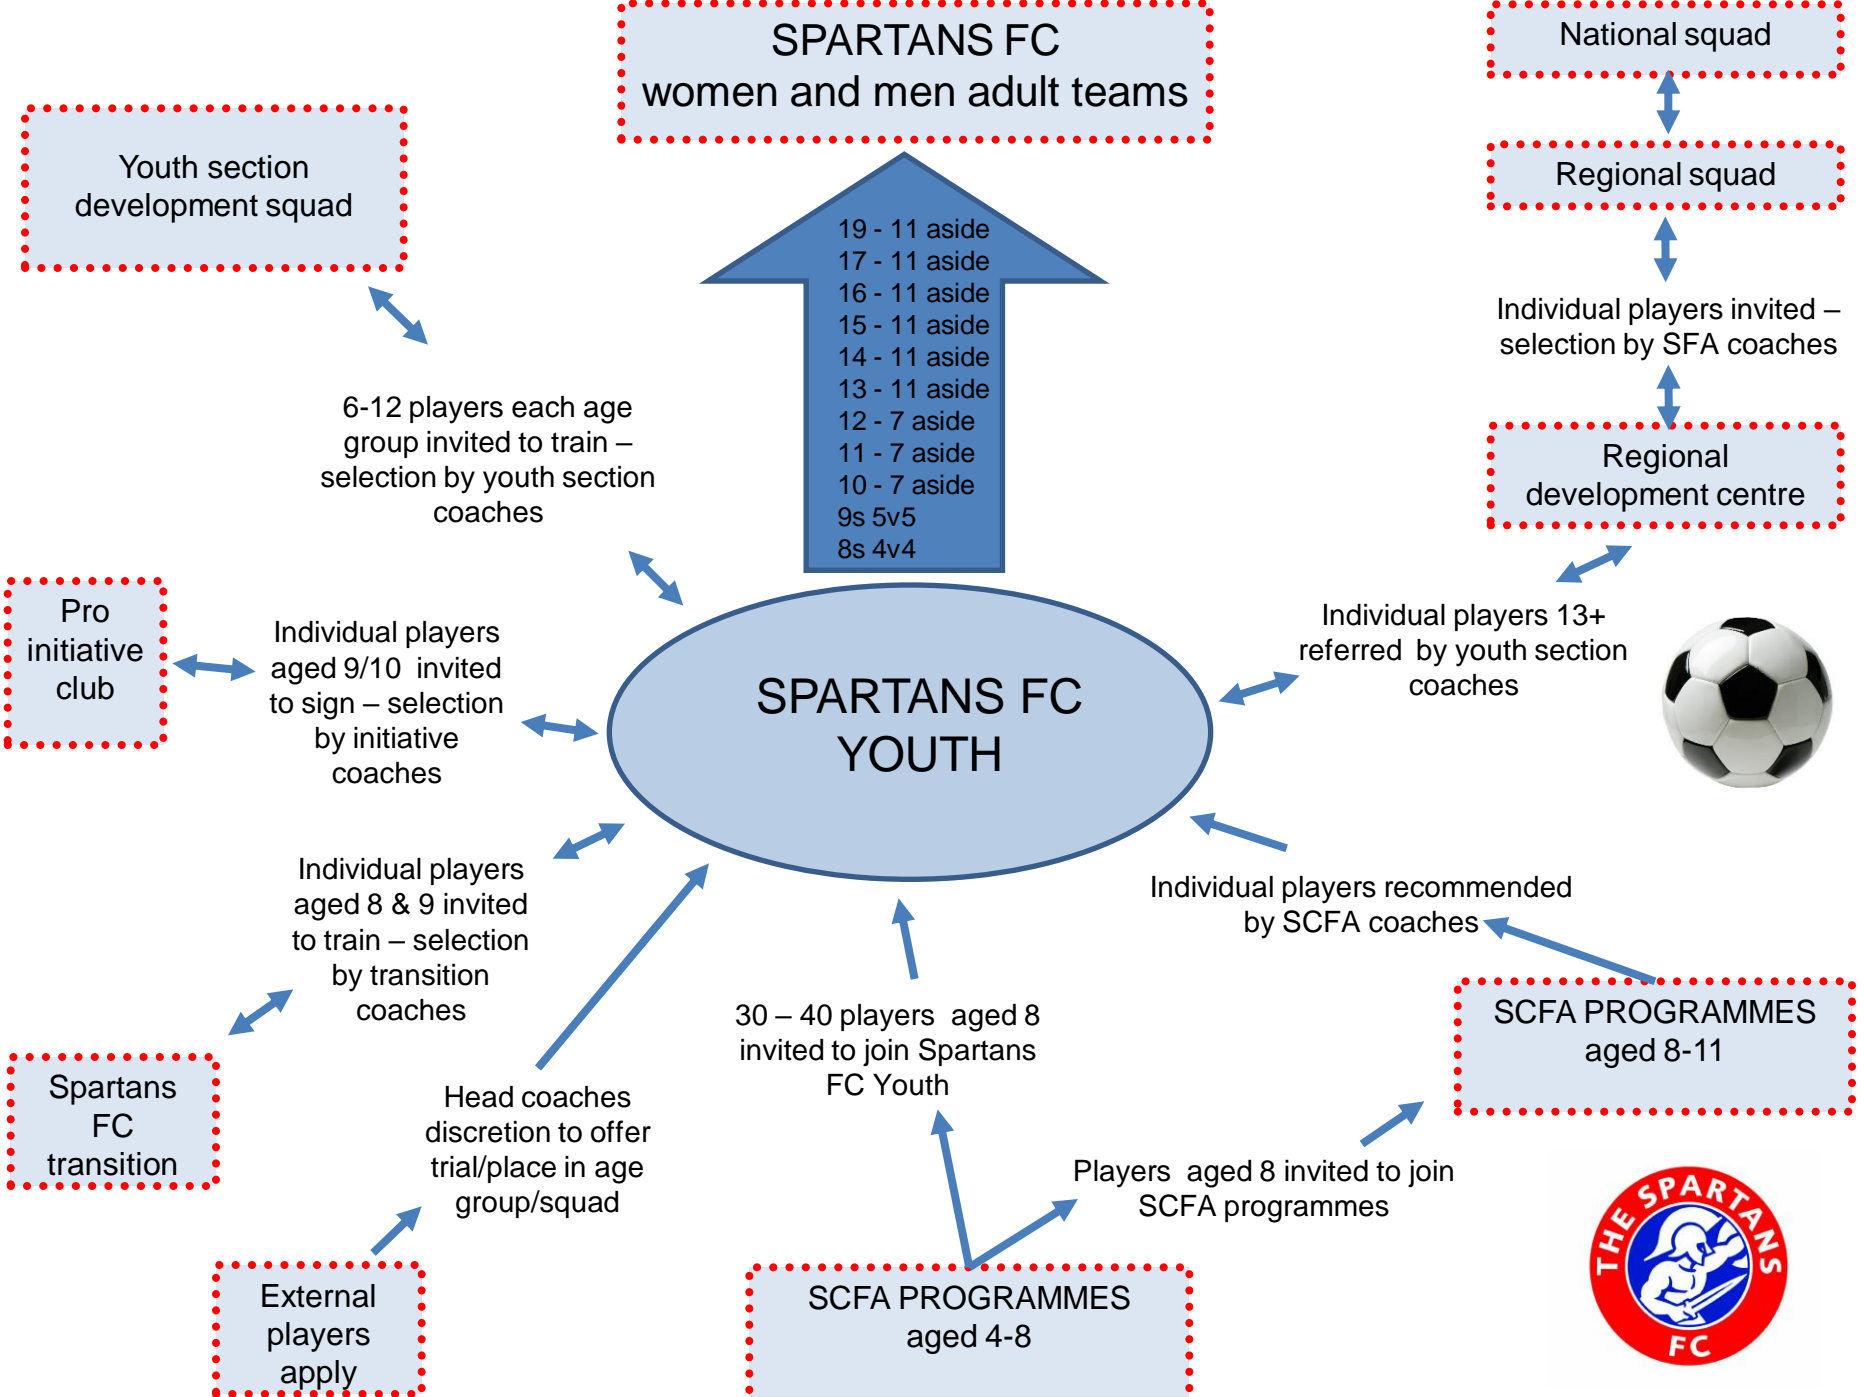 SPARTANS FC
women and men adult teams
National squad
Regional squad
Individual players invited –
selection by SFA coaches
Regional
development centre
Individual players 13+
referred by youth section
coaches
Youth section
development squad
6-12 players each age
group invited to train –
selection by youth section
coaches
19 - 11 aside
17 - 11 aside
16 - 11 aside
15 - 11 aside
14 - 11 aside
13 - 11 aside
12 - 7 aside
11 - 7 aside
10 - 7 aside
9s 5v5
8s 4v4
Pro
initiative
club
Individual players
aged 9/10 invited
to sign – selection
by initiative
coaches
SPARTANS FC
YOUTH
Individual players
aged 8 & 9 invited
to train – selection
by transition
coaches
Spartans
FC
transition
Head coaches
discretion to offer
trial/place in age
group/squad
External
players
apply
30 – 40 players aged 8
invited to join Spartans
FC Youth
Individual players recommended
by SCFA coaches
SCFA PROGRAMMES
aged 8-11
Players aged 8 invited to join
SCFA programmes
SCFA PROGRAMMES
aged 4-8
THE SPARTANS
FC